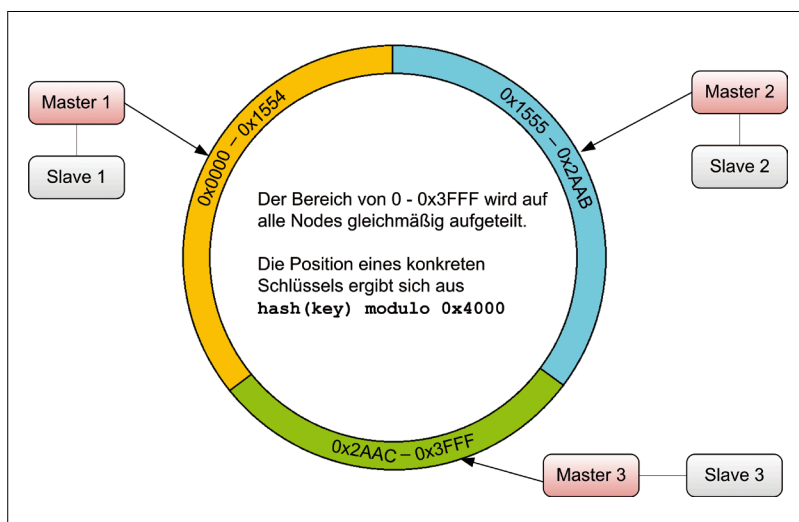 Master 1
Slave 1
0x0000 – 0x1554
0x1555 – 0x2AAB
Master 2
Slave 2
Der Bereich von 0 - 0x3FFF wird auf
alle Nodes gleichmäßig aufgeteilt.
Die Position eines konkreten
Schlüssels ergibt sich aus
hash(key) modulo 0x4000
0x2AAC – 0x3FFF
Master 3
Slave 3